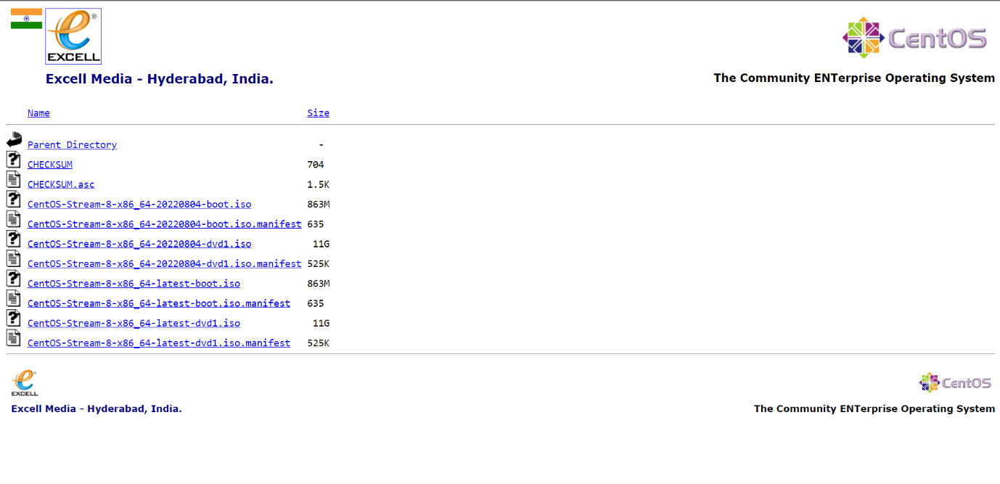 e®
EXCELL
CentOS
Excell Media - Hyderabad, India.
The Community ENTerprise Operating System
Name Size
Parent Directory -
CHECKSUM 704
CHECKSUM.asc 1.5K
CentOS-Stream-8-x86_64-20220804-boot.iso 863M
CentOS-Stream-8-x86_64-20220804-boot.iso.manifest 635
CentOS-Stream-8-x86_64-20220804-dvd1.iso 11G
CentOS-Stream-8-x86_64-20220804-dvd1.iso.manifest 525K
CentOS-Stream-8-x86_64-latest-boot.iso 863M
CentOS-Stream-8-x86_64-latest-boot.iso.manifest 635
CentOS-Stream-8-x86_64-latest-dvd1.iso 11G
CentOS-Stream-8-x86_64-latest-dvd1.iso.manifest 525K
e®
EXCELL
CentOS
Excell Media - Hyderabad, India.
The Community ENTerprise Operating System